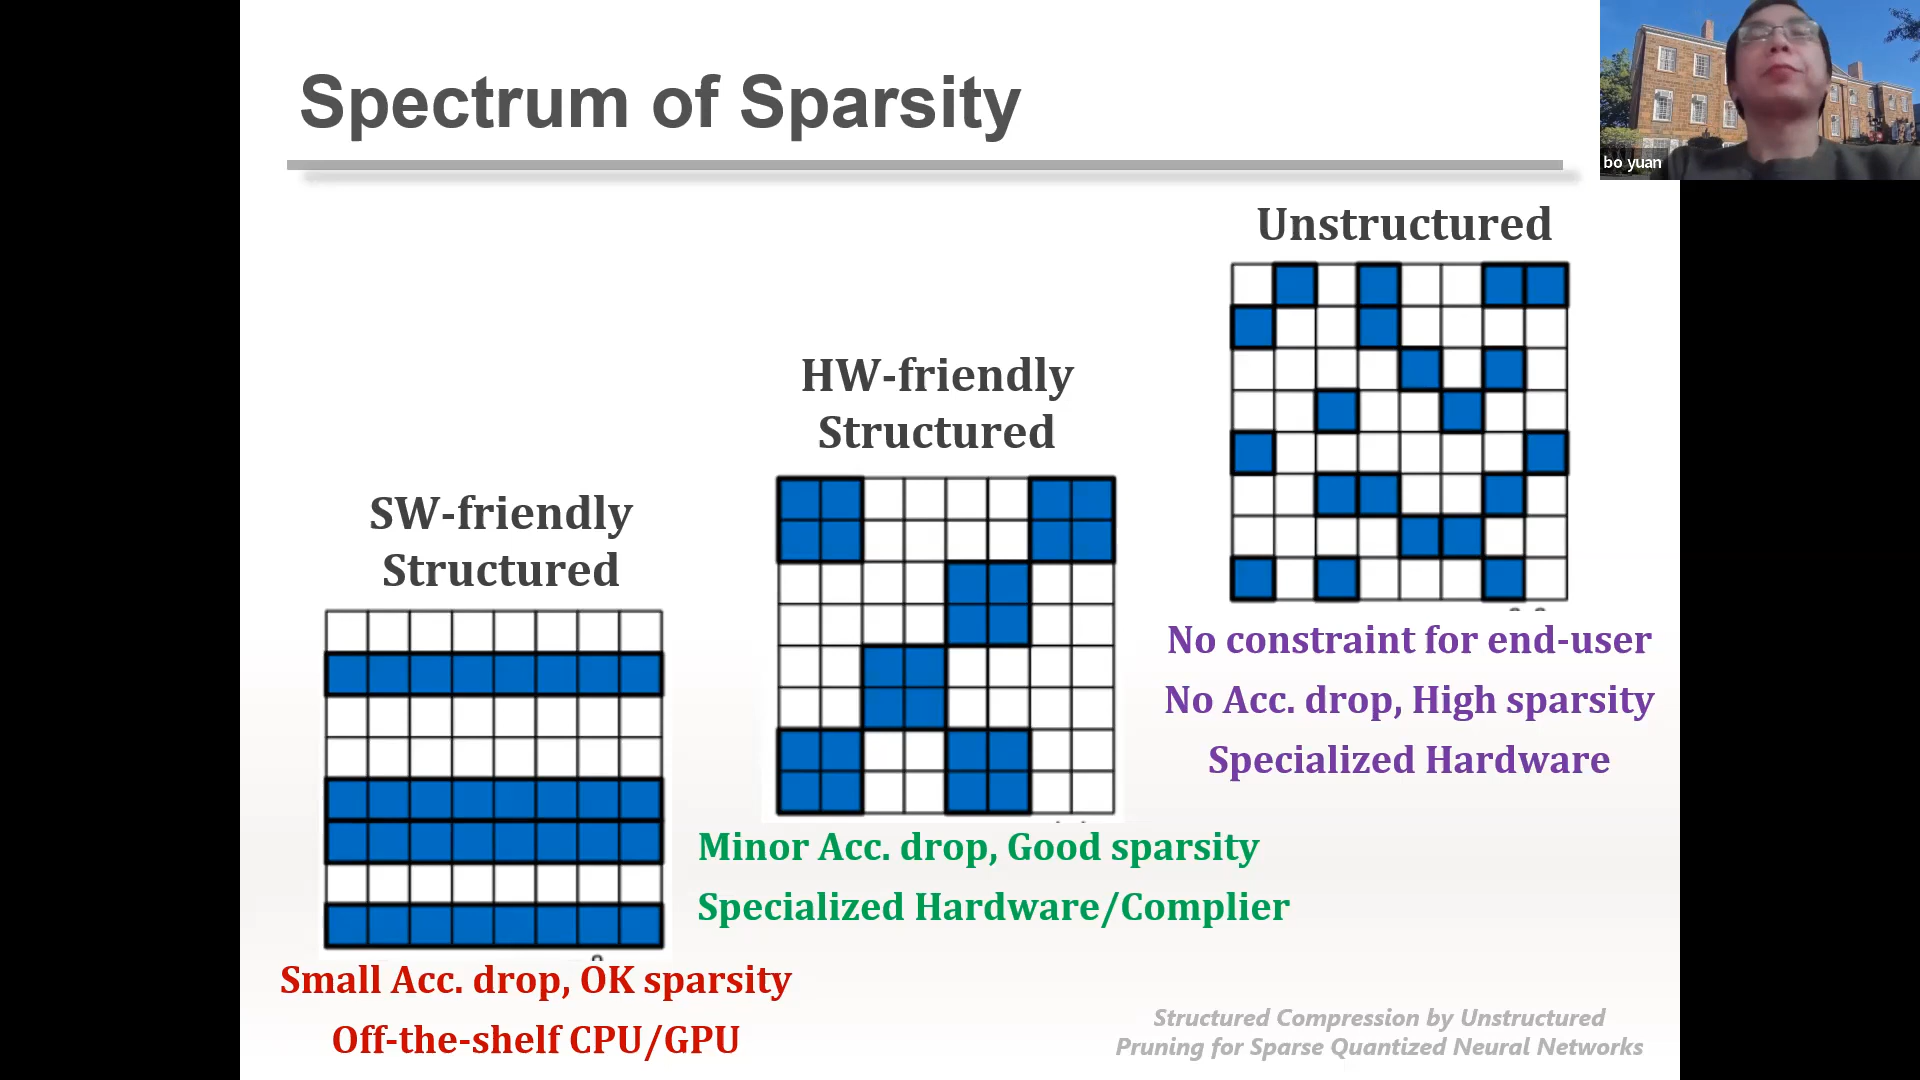 Spectrum of Sparsity
bo yuan
Unstructured
HW-friendly
Structured
SW-friendly
Structured
No constraint for end-user
No Acc. drop, High sparsity
Specialized Hardware
Minor Acc. drop, Good sparsity
Specialized Hardware/Complier
Small Acc. drop, OK sparsity
Off-the-shelf CPU/GPU
Structured Compression by Unstructured
Pruning for Sparse Quantized Neural Networks